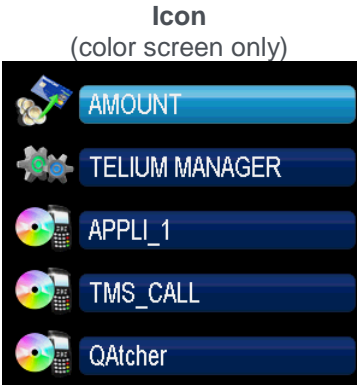 Icon
(color screen only)
AMOUNT
TELIUM MANAGER
APPLI_1
TMS_CALL
QAtcher